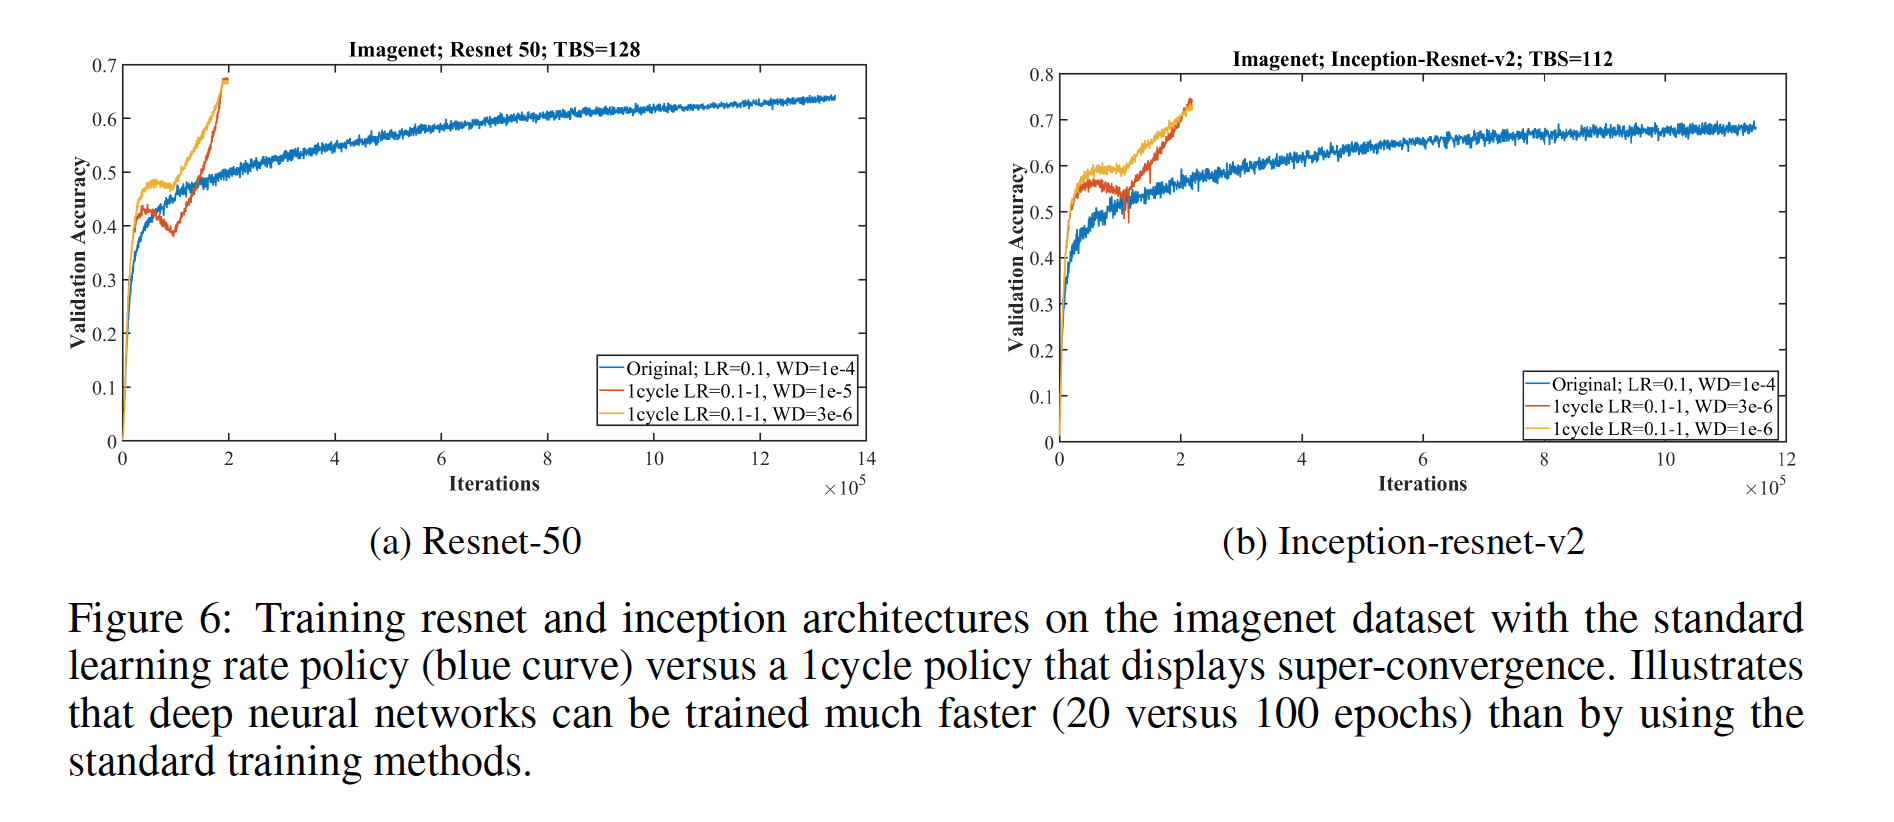 Imagenet; Resnet 50; TBS=128
0.7
0.6
0.5
0.4
0.3
0.2
0.1
0
Validation Accuracy
Original; LR=0.1, WD=1e-4
1cycle LR=0.1-1, WD=1e-5
1cycle LR=0.1-1, WD=3e-6
0 2 4 6 8 10 12 14
Iterations
×10^5
(a) Resnet-50
Imagenet; Inception-Resnet-v2; TBS=112
0.8
0.7
0.6
0.5
0.4
0.3
0.2
0.1
0
Validation Accuracy
Original; LR=0.1, WD=1e-4
1cycle LR=0.1-1, WD=3e-6
1cycle LR=0.1-1, WD=1e-6
0 2 4 6 8 10 12
Iterations
×10^5
(b) Inception-resnet-v2
Figure 6: Training resnet and inception architectures on the imagenet dataset with the standard
learning rate policy (blue curve) versus a 1cycle policy that displays super-convergence. Illustrates
that deep neural networks can be trained much faster (20 versus 100 epochs) than by using the
standard training methods.